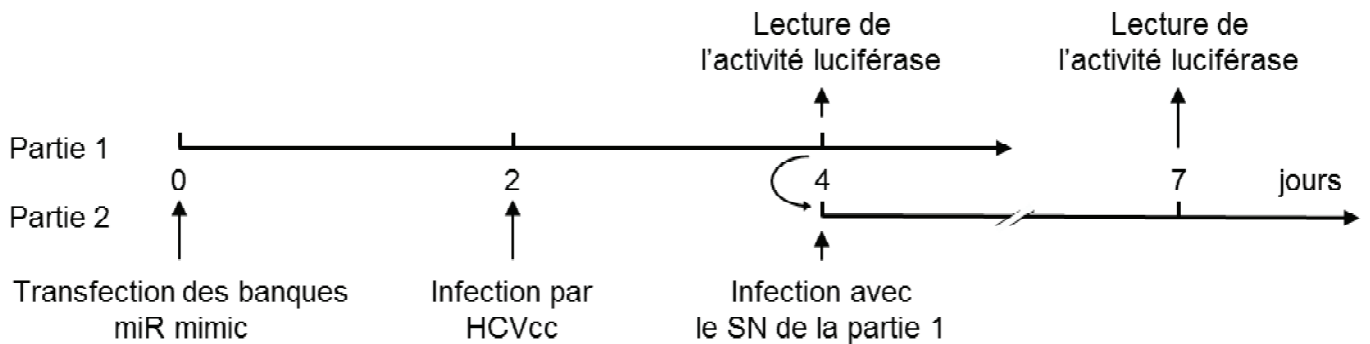 Lecture de
l’activité luciférase
Lecture de
l’activité luciférase
Partie 1
0
2
4
7
jours
Partie 2
Transfection des banques
miR mimic
Infection par
HCVcc
Infection avec
le SN de la partie 1